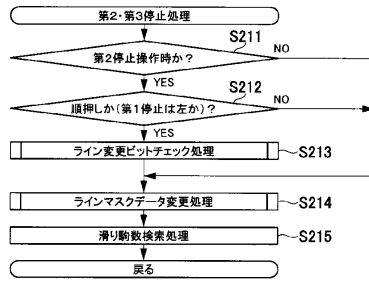 第2・第3停止処理
S211
第2停止操作時か?
NO
YES
S212
順押しか(第1停止は左か)?
NO
YES
ライン変更ビットチェック処理
S213
ラインマスクデータ変更処理
S214
滑り駒数検索処理
S215
戻る